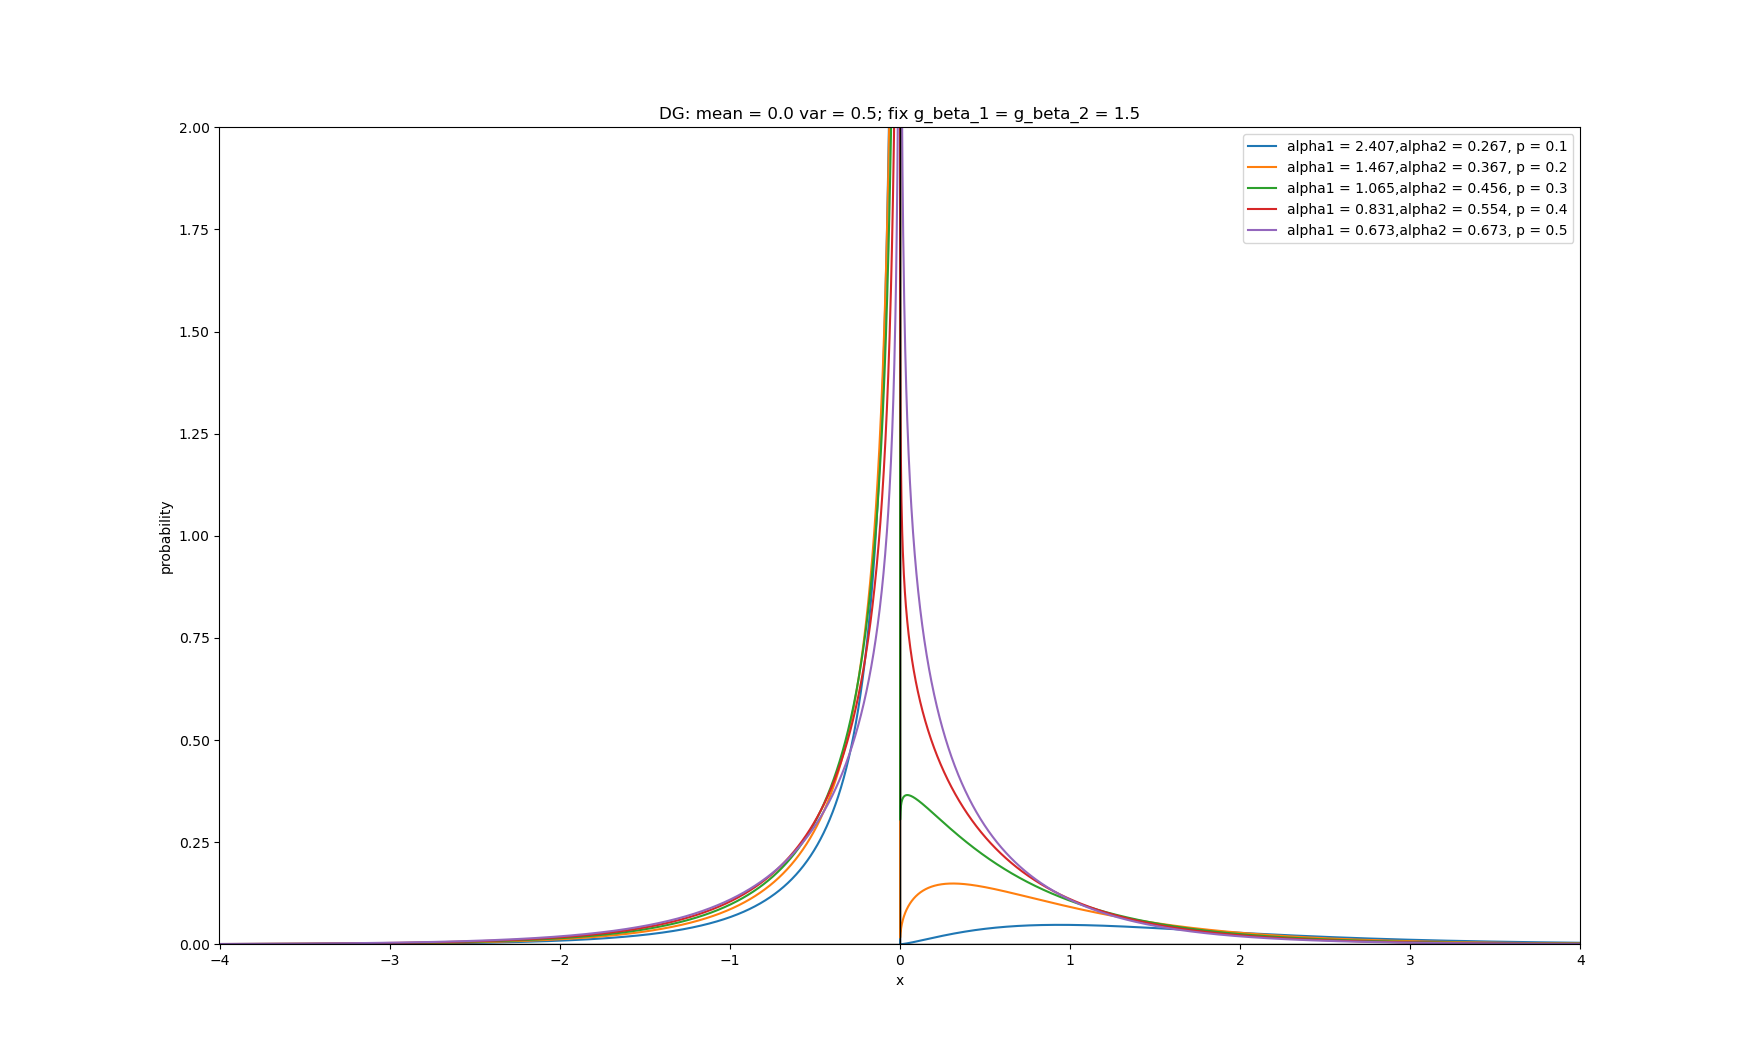 DG: mean = 0.0 var = 0.5; fix g_beta_1 = g_beta_2 = 1.5
alpha1 = 2.407,alpha2 = 0.267, p = 0.1
alpha1 = 1.467,alpha2 = 0.367, p = 0.2
alpha1 = 1.065,alpha2 = 0.456, p = 0.3
alpha1 = 0.831,alpha2 = 0.554, p = 0.4
alpha1 = 0.673,alpha2 = 0.673, p = 0.5
2.00
1.75
1.50
1.25
1.00
0.75
0.50
0.25
0.00
probability
−4 −3 −2 −1 0 1 2 3 4
x